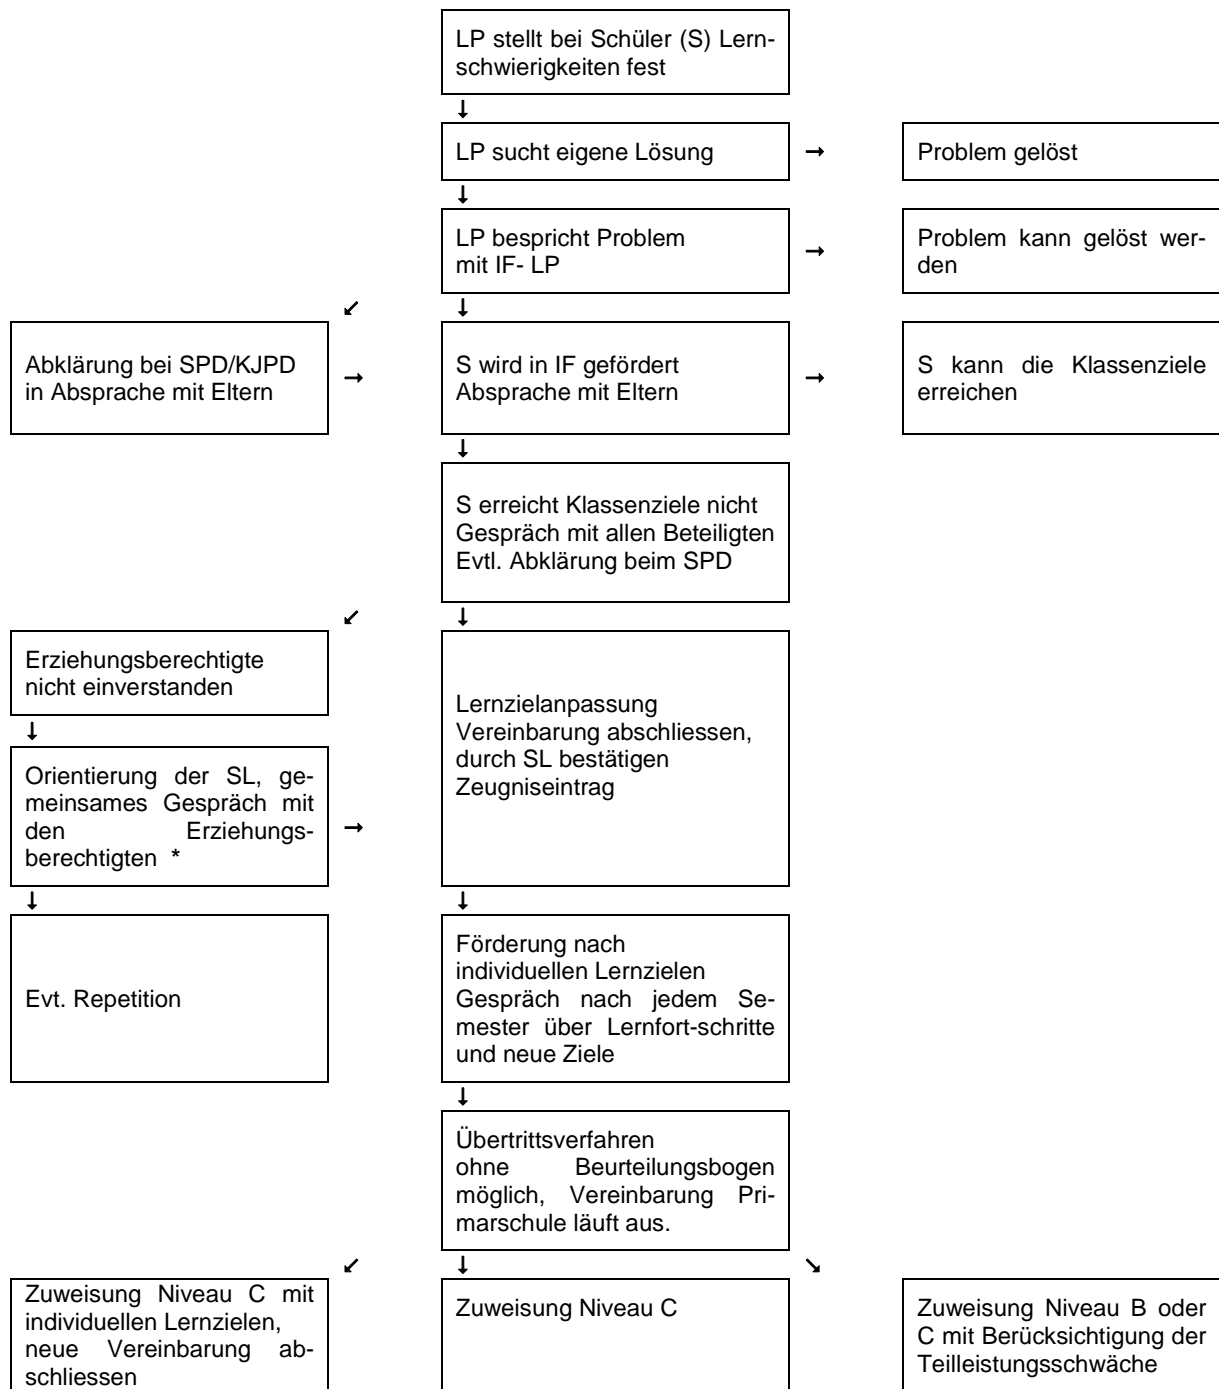 LP stellt bei Schüler (S) Lern-
schwierigkeiten fest
↓
LP sucht eigene Lösung
→
Problem gelöst
↓
LP bespricht Problem
mit IF- LP
→
Problem kann gelöst wer-
den
↙
↓
Abklärung bei SPD/KJPD
in Absprache mit Eltern
→
S wird in IF gefördert
Absprache mit Eltern
→
S kann die Klassenziele
erreichen
↓
S erreicht Klassenziele nicht
Gespräch mit allen Beteiligten
Evtl. Abklärung beim SPD
↙
↓
Erziehungsberechtigte
nicht einverstanden
↓
Orientierung der SL, ge-
meinsames Gespräch mit
den Erziehungs-
berechtigten *
→
Lernzielanpassung
Vereinbarung abschliessen,
durch SL bestätigen
Zeugniseintrag
↓
Evt. Repetition
↓
Förderung nach
individuellen Lernzielen
Gespräch nach jedem Se-
mester über Lernfort-schritte
und neue Ziele
↓
Übertrittsverfahren
ohne Beurteilungsbogen
möglich, Vereinbarung Pri-
marschule läuft aus.
↙
↓
↘
Zuweisung Niveau C mit
individuellen Lernzielen,
neue Vereinbarung ab-
schliessen
Zuweisung Niveau C
Zuweisung Niveau B oder
C mit Berücksichtigung der
Teilleistungsschwäche